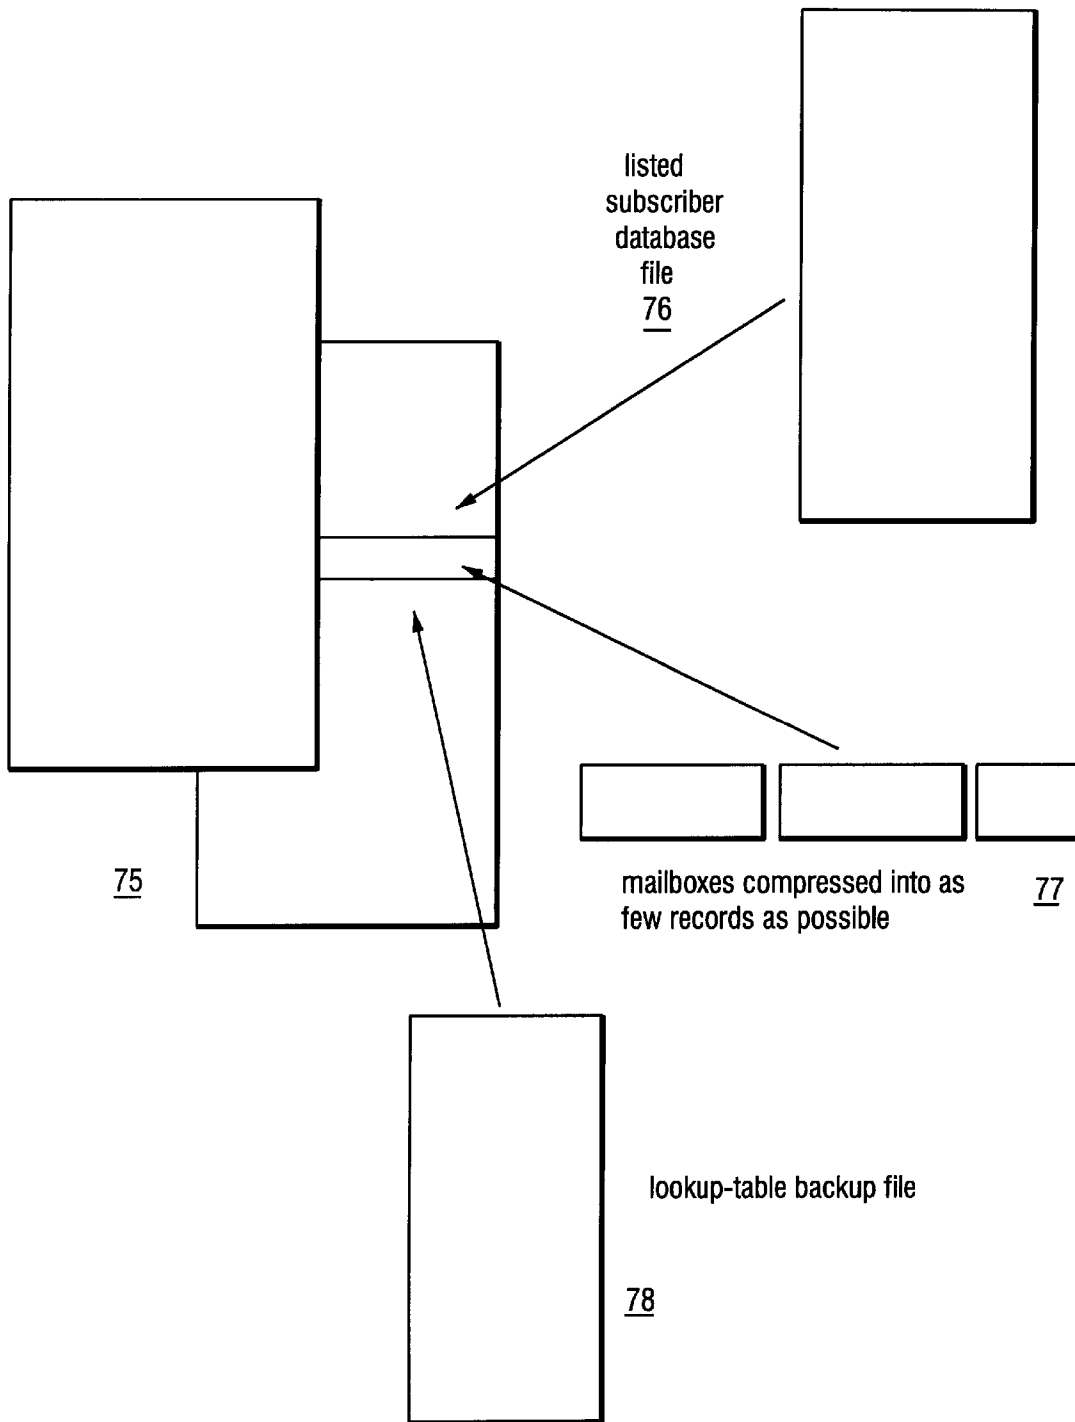 listed
subscriber
database
file
76
75
mailboxes compressed into as
few records as possible
77
lookup-table backup file
78